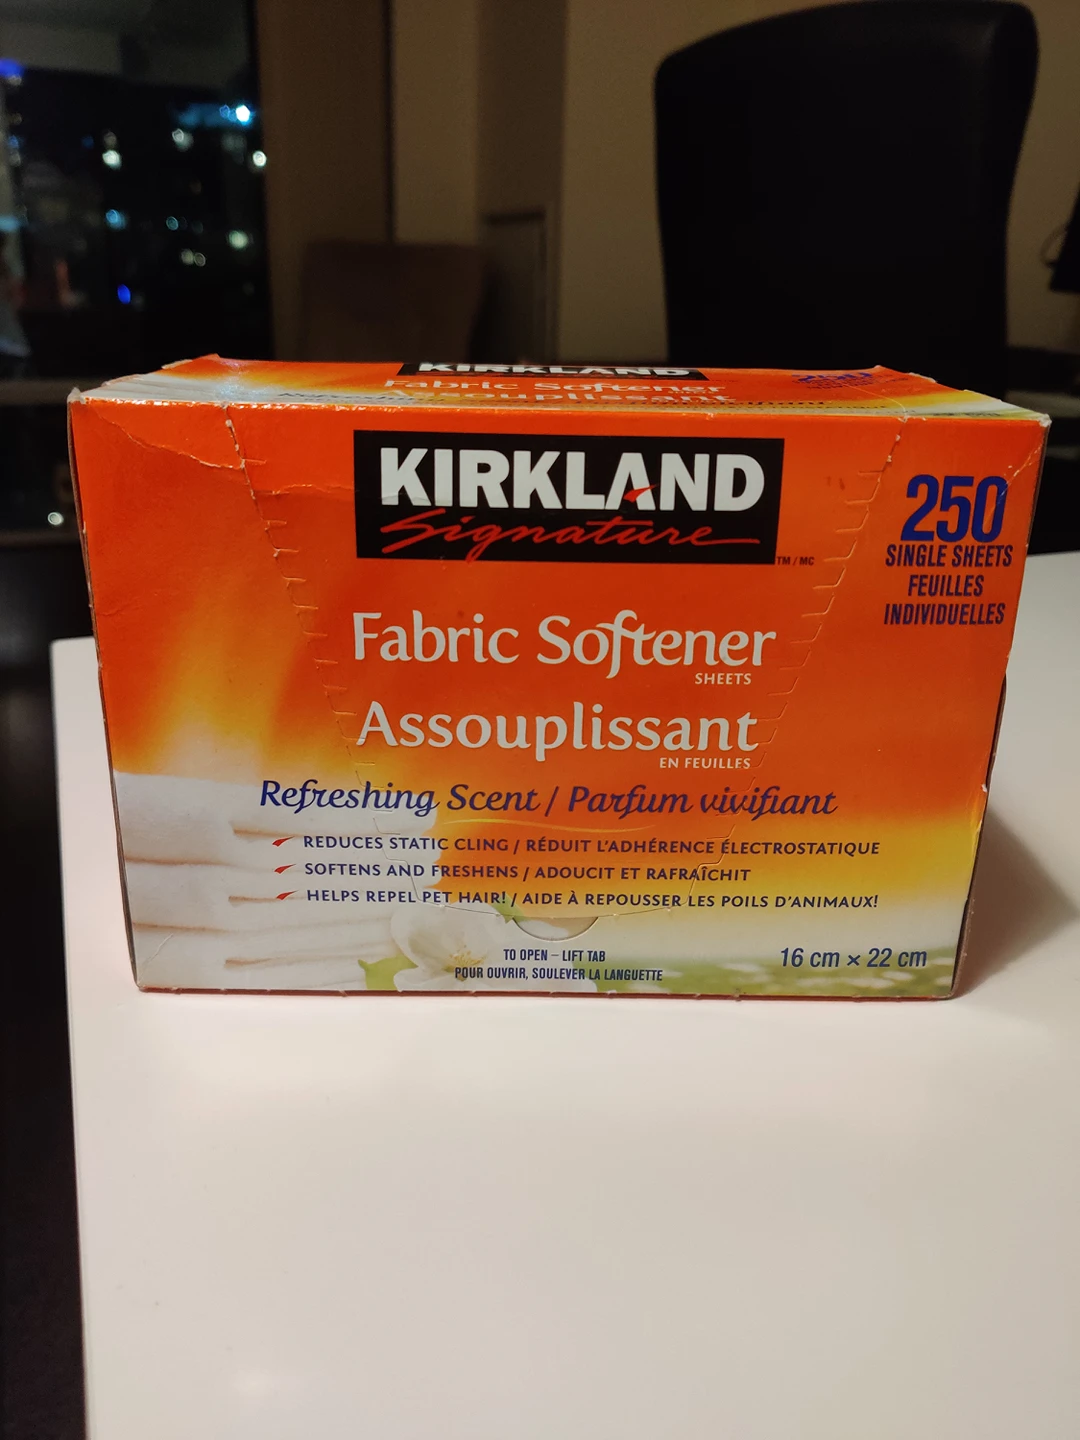 KIRKLAND
Fabric Softener
Assouplissant
KIRKLAND
Signature
TM / MC
250
SINGLE SHEETS
FEUILLES
INDIVIDUELLES
Fabric Softener
SHEETS
Assouplissant
EN FEUILLES
Refreshing Scent / Parfum vivifiant
REDUCES STATIC CLING / RÉDUIT L'ADHÉRENCE ÉLECTROSTATIQUE
SOFTENS AND FRESHENS / ADOUCIT ET RAFRAÎCHIT
HELPS REPEL PET HAIR! / AIDE À REPOUSSER LES POILS D'ANIMAUX!
TO OPEN – LIFT TAB
POUR OUVRIR, SOULEVER LA LANGUETTE
16 cm × 22 cm